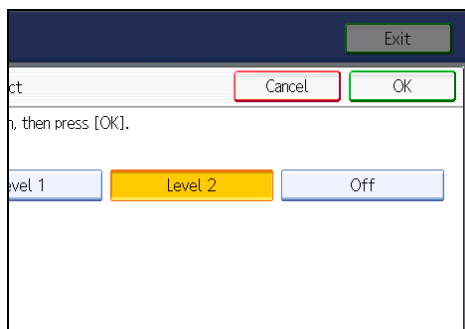 Exit
ct Cancel OK
n, then press [OK].
evel 1 Level 2 Off